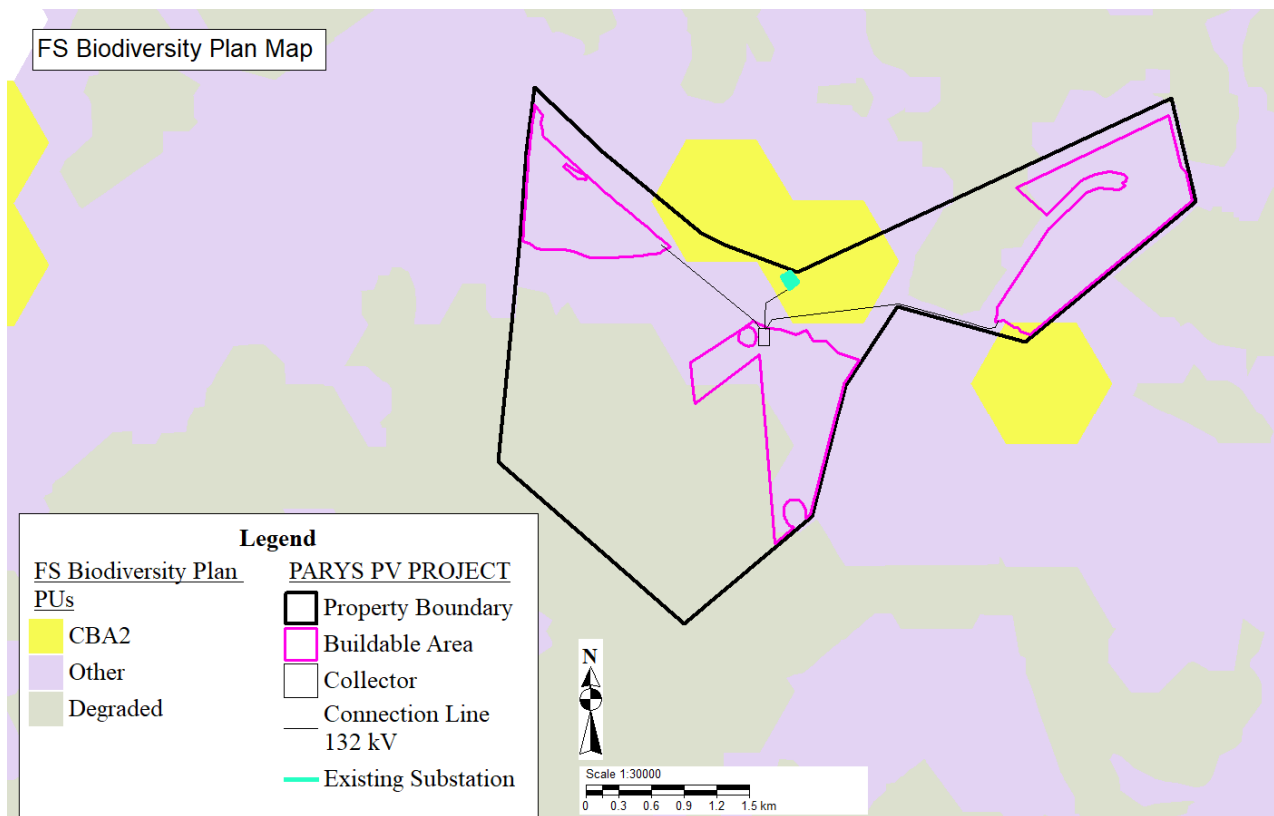 FS Biodiversity Plan Map
Legend
FS Biodiversity Plan
PUs
CBA2
Other
Degraded
PARYS PV PROJECT
Property Boundary
Buildable Area
Collector
Connection Line
132 kV
Existing Substation
N
Scale 1:30000
0 0.3 0.6 0.9 1.2 1.5 km